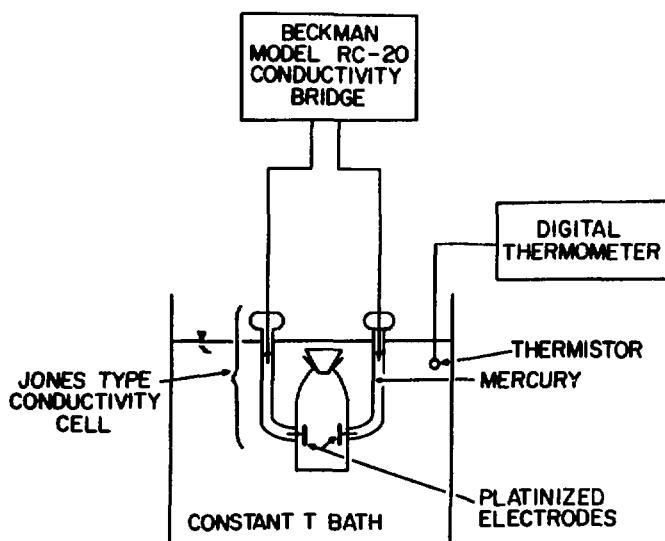 BECKMAN
MODEL RC-20
CONDUCTIVITY
BRIDGE
DIGITAL
THERMOMETER
THERMISTOR
MERCURY
JONES TYPE
CONDUCTIVITY
CELL
PLATINIZED
ELECTRODES
CONSTANT T BATH